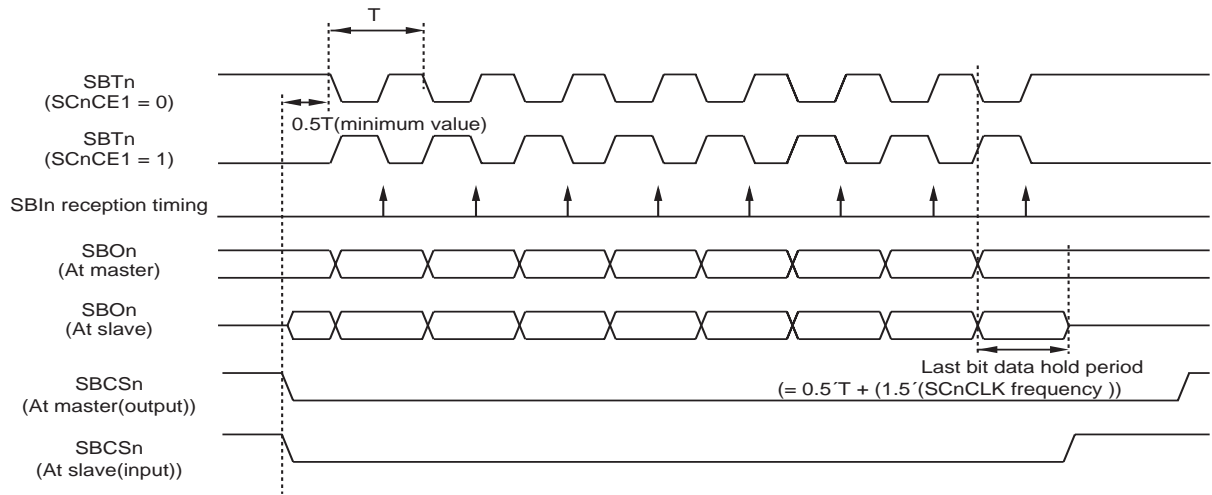 T
SBTn
(SCnCE1 = 0)
0.5T(minimum value)
SBTn
(SCnCE1 = 1)
SBIn reception timing
SBOn
(At master)
SBOn
(At slave)
Last bit data hold period
(= 0.5´T + (1.5´(SCnCLK frequency ))
SBCSn
(At master(output))
SBCSn
(At slave(input))